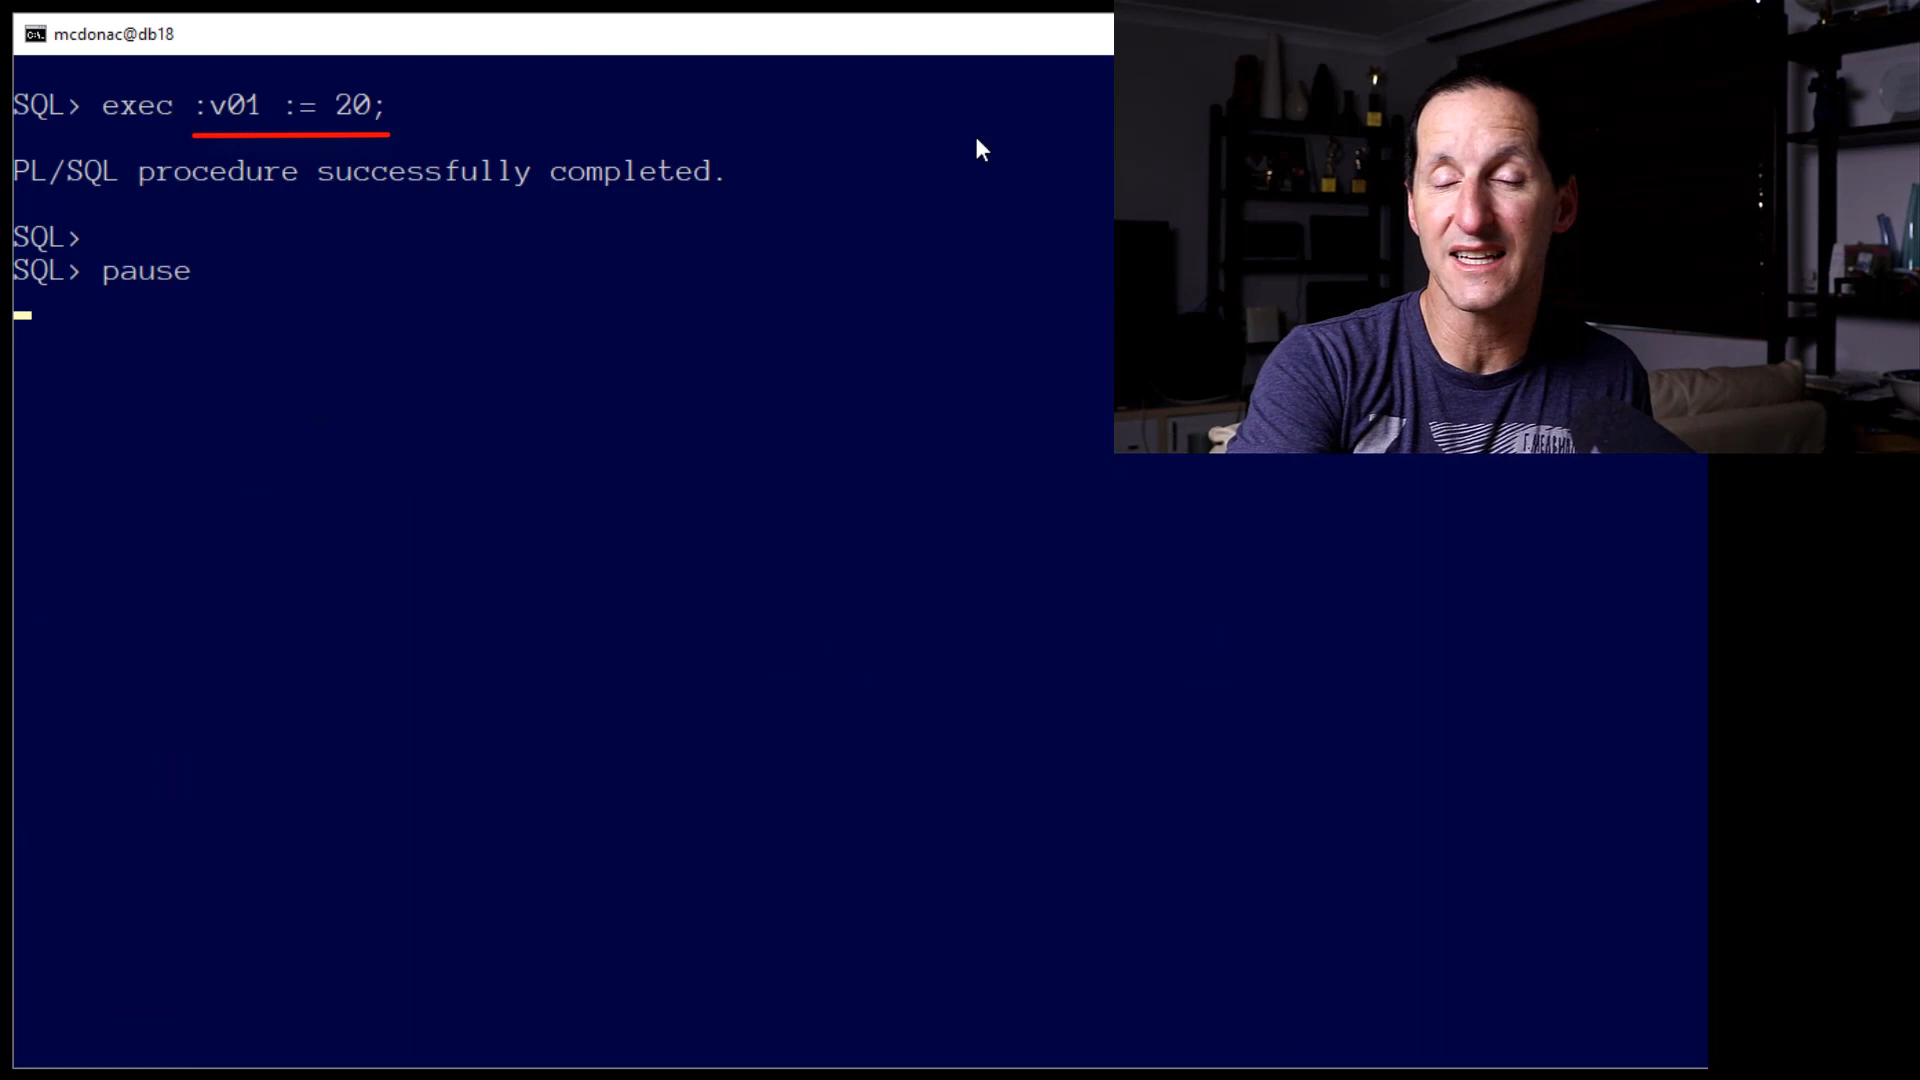 mcdonac@db18
SQL> exec :v01 := 20;
PL/SQL procedure successfully completed.
SQL>
SQL> pause